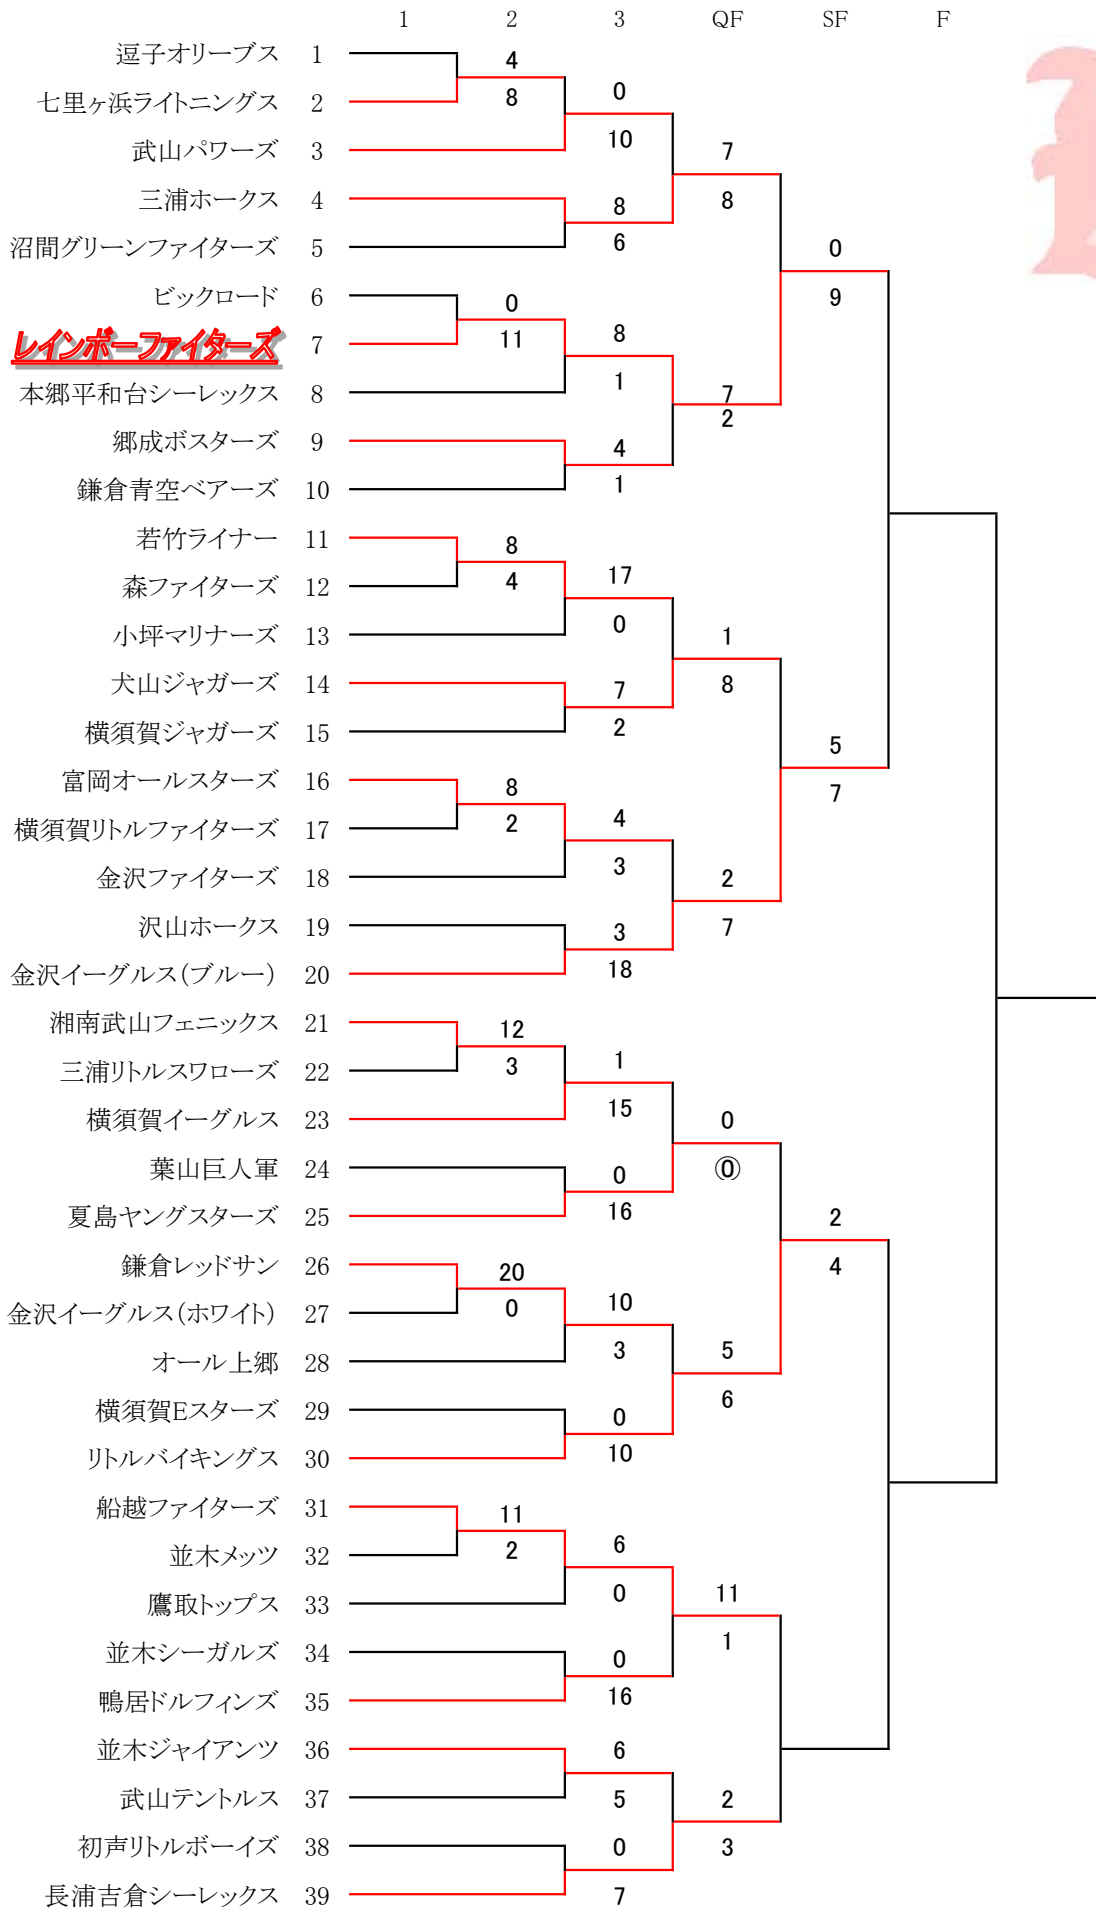 1 2 3 QF SF F
逗子オリーブス 1
4
七里ヶ浜ライトニングス 2
8
0
武山パワーズ 3
10
7
三浦ホークス 4
8
8
沼間グリーンファイターズ 5
6
0
ビックロード 6
0
9
レインボーファイターズ 7
11
8
本郷平和台シーレックス 8
1
7
2
郷成ボスターズ 9
4
鎌倉青空ベアーズ 10
1
若竹ライナー 11
8
森ファイターズ 12
4
17
小坪マリナーズ 13
0
1
犬山ジャガーズ 14
7
8
横須賀ジャガーズ 15
2
5
富岡オールスターズ 16
8
7
横須賀リトルファイターズ 17
2
4
金沢ファイターズ 18
3
2
沢山ホークス 19
3
7
金沢イーグルス(ブルー) 20
18
湘南武山フェニックス 21
12
三浦リトルスワローズ 22
3
1
横須賀イーグルス 23
15
0
葉山巨人軍 24
0
⓪
夏島ヤングスターズ 25
16
2
鎌倉レッドサン 26
20
4
金沢イーグルス(ホワイト) 27
0
10
オール上郷 28
3
5
横須賀Eスターズ 29
0
6
リトルバイキングス 30
10
船越ファイターズ 31
11
並木メッツ 32
2
6
鷹取トップス 33
0
11
並木シーガルズ 34
0
1
鴨居ドルフィンズ 35
16
並木ジャイアンツ 36
6
武山テントルス 37
5
2
初声リトルボーイズ 38
0
3
長浦吉倉シーレックス 39
7